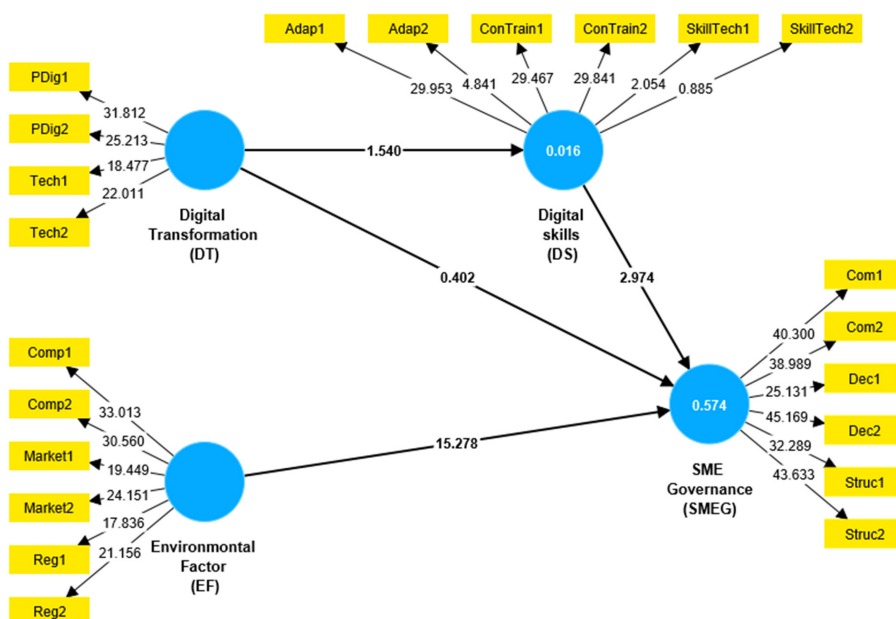 Adap1
Adap2
ConTrain1
ConTrain2
SkillTech1
SkillTech2
29.953
4.841
29.467
29.841
2.054
0.885
PDig1
PDig2
Tech1
Tech2
31.812
25.213
18.477
22.011
1.540
0.016
Digital
Transformation
(DT)
Digital
skills
(DS)
0.402
2.974
Comp1
Comp2
Market1
Market2
Reg1
Reg2
33.013
30.560
19.449
24.151
17.836
21.156
15.278
Environmental
Factor
(EF)
0.574
SME
Governance
(SMEG)
40.300
38.989
25.131
45.169
32.289
43.633
Com1
Com2
Dec1
Dec2
Struc1
Struc2